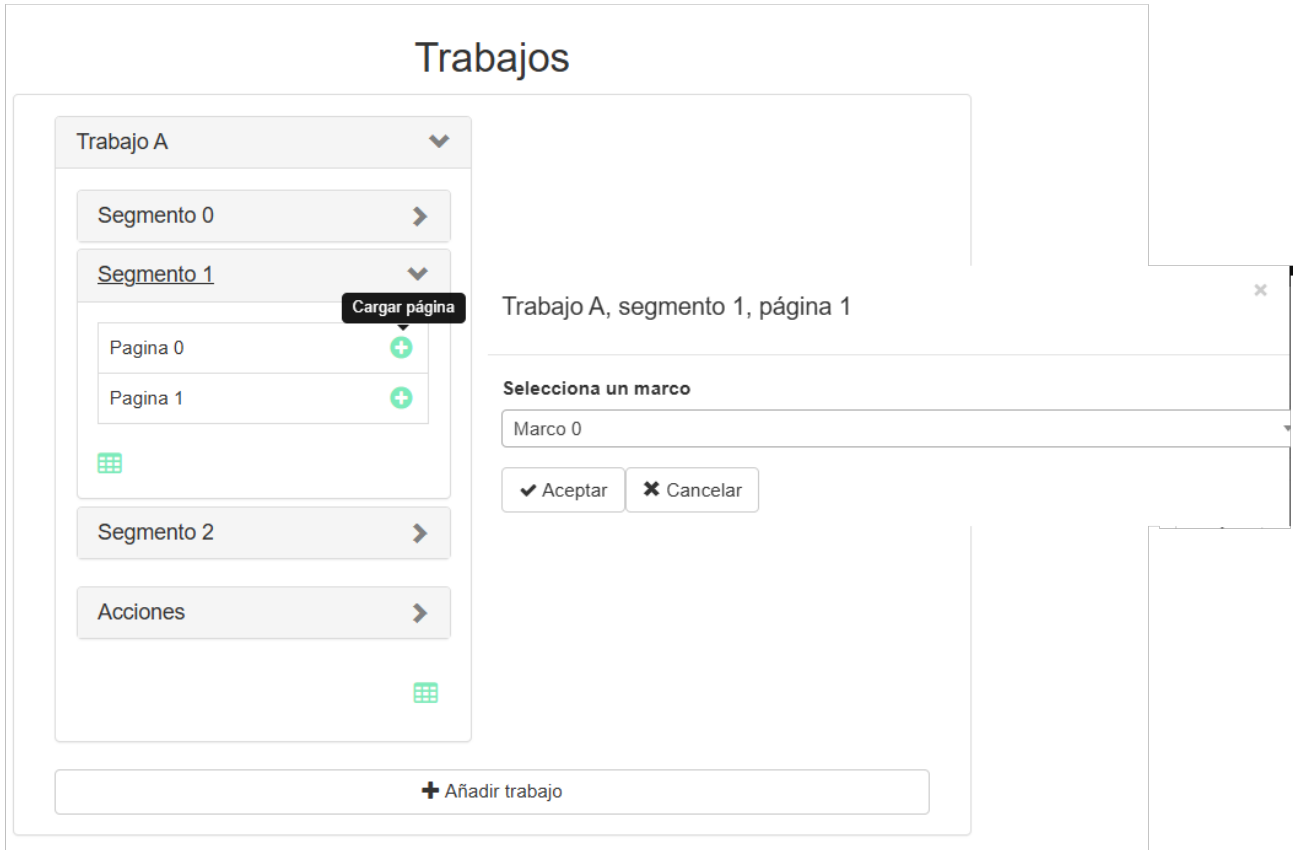 Trabajos
Trabajo A
Segmento 0
Segmento 1
Cargar página
Pagina 0
Pagina 1
Segmento 2
Acciones
Añadir trabajo
Trabajo A, segmento 1, página 1
Selecciona un marco
Marco 0
Aceptar
Cancelar